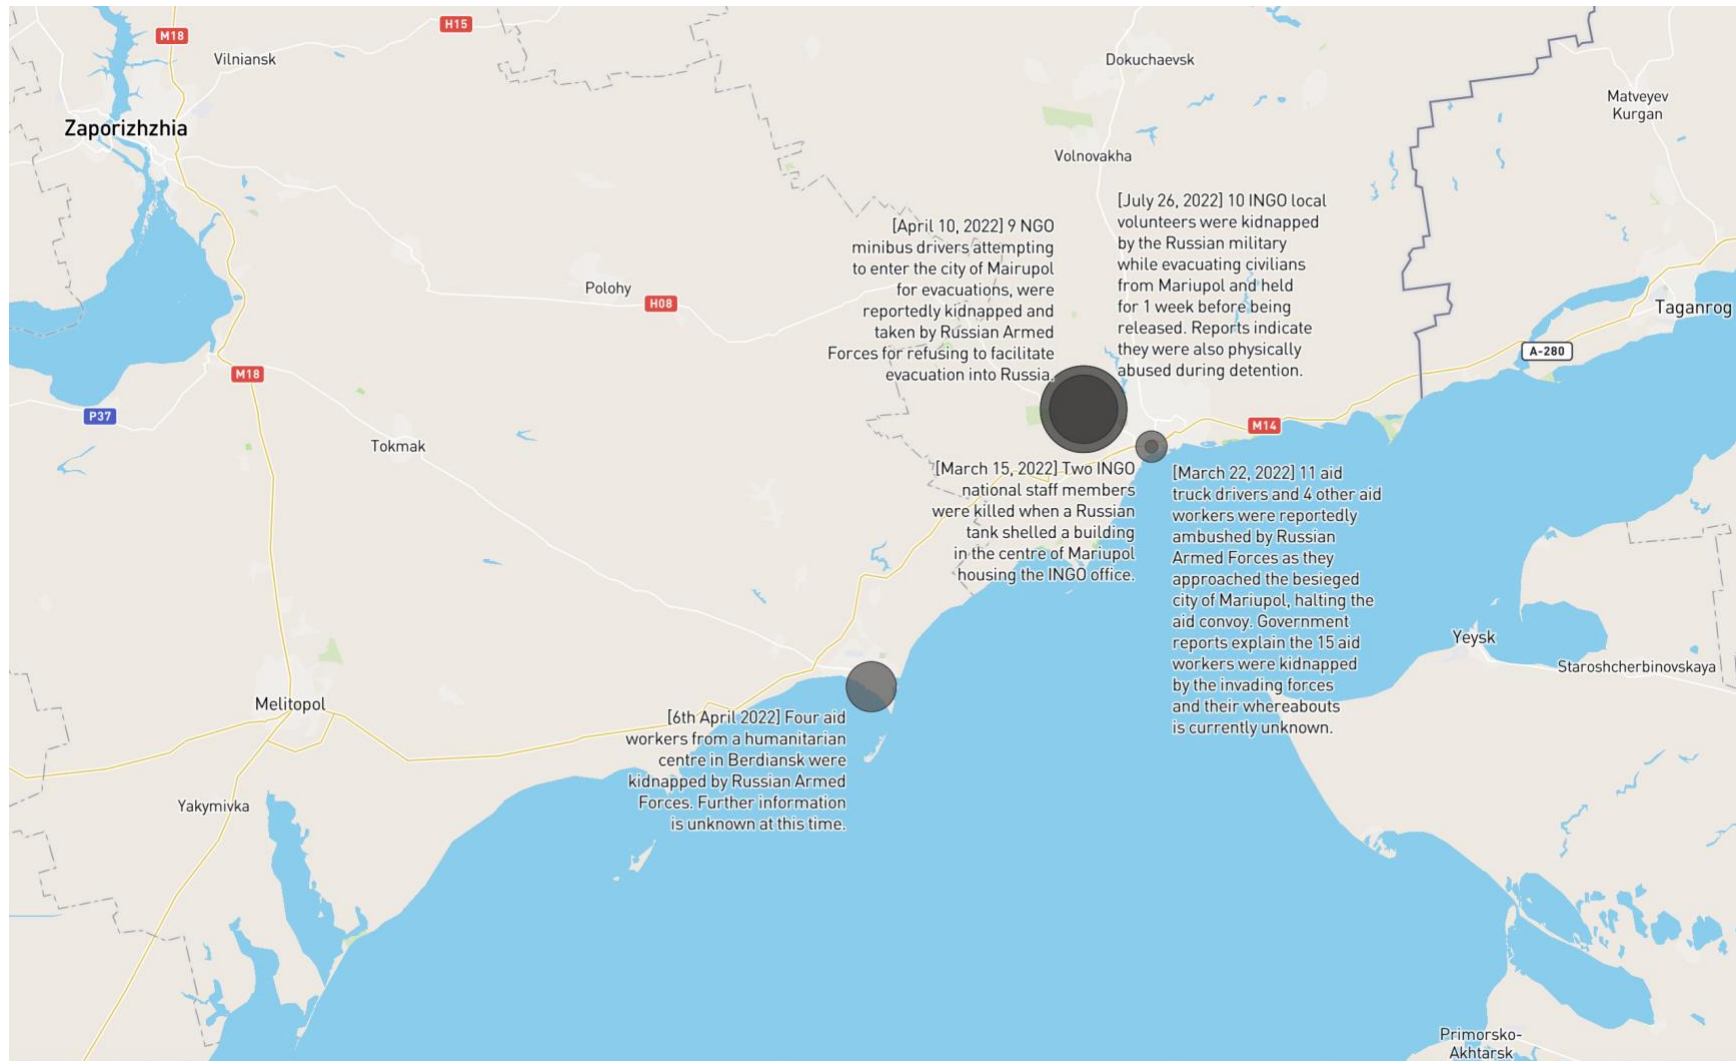 H15
M18
Vilniansk
Dokuchaevsk
Matveyev
Kurgan
Zaporizhzhia
Volnovakha
[April 10, 2022] 9 NGO
minibus drivers attempting
to enter the city of Mairupol
for evacuations, were
reportedly kidnapped and
taken by Russian Armed
Forces for refusing to facilitate
evacuation into Russia.
[July 26, 2022] 10 INGO local
volunteers were kidnapped
by the Russian military
while evacuating civilians
from Mariupol and held
for 1 week before being
released. Reports indicate
they were also physically
abused during detention.
Polohy
H08
Taganrog
A-280
M18
P37
Tokmak
M14
[March 15, 2022] Two INGO
national staff members
were killed when a Russian
tank shelled a building
in the centre of Mariupol
housing the INGO office.
[March 22, 2022] 11 aid
truck drivers and 4 other aid
workers were reportedly
ambushed by Russian
Armed Forces as they
approached the besieged
city of Mariupol, halting the
aid convoy. Government
reports explain the 15 aid
workers were kidnapped
by the invading forces
and their whereabouts
is currently unknown.
Yeysk
Staroshcherbinovskaya
Melitopol
[6th April 2022] Four aid
workers from a humanitarian
centre in Berdiansk were
kidnapped by Russian Armed
Forces. Further information
is unknown at this time.
Yakymivka
Primorsko-
Akhtarsk